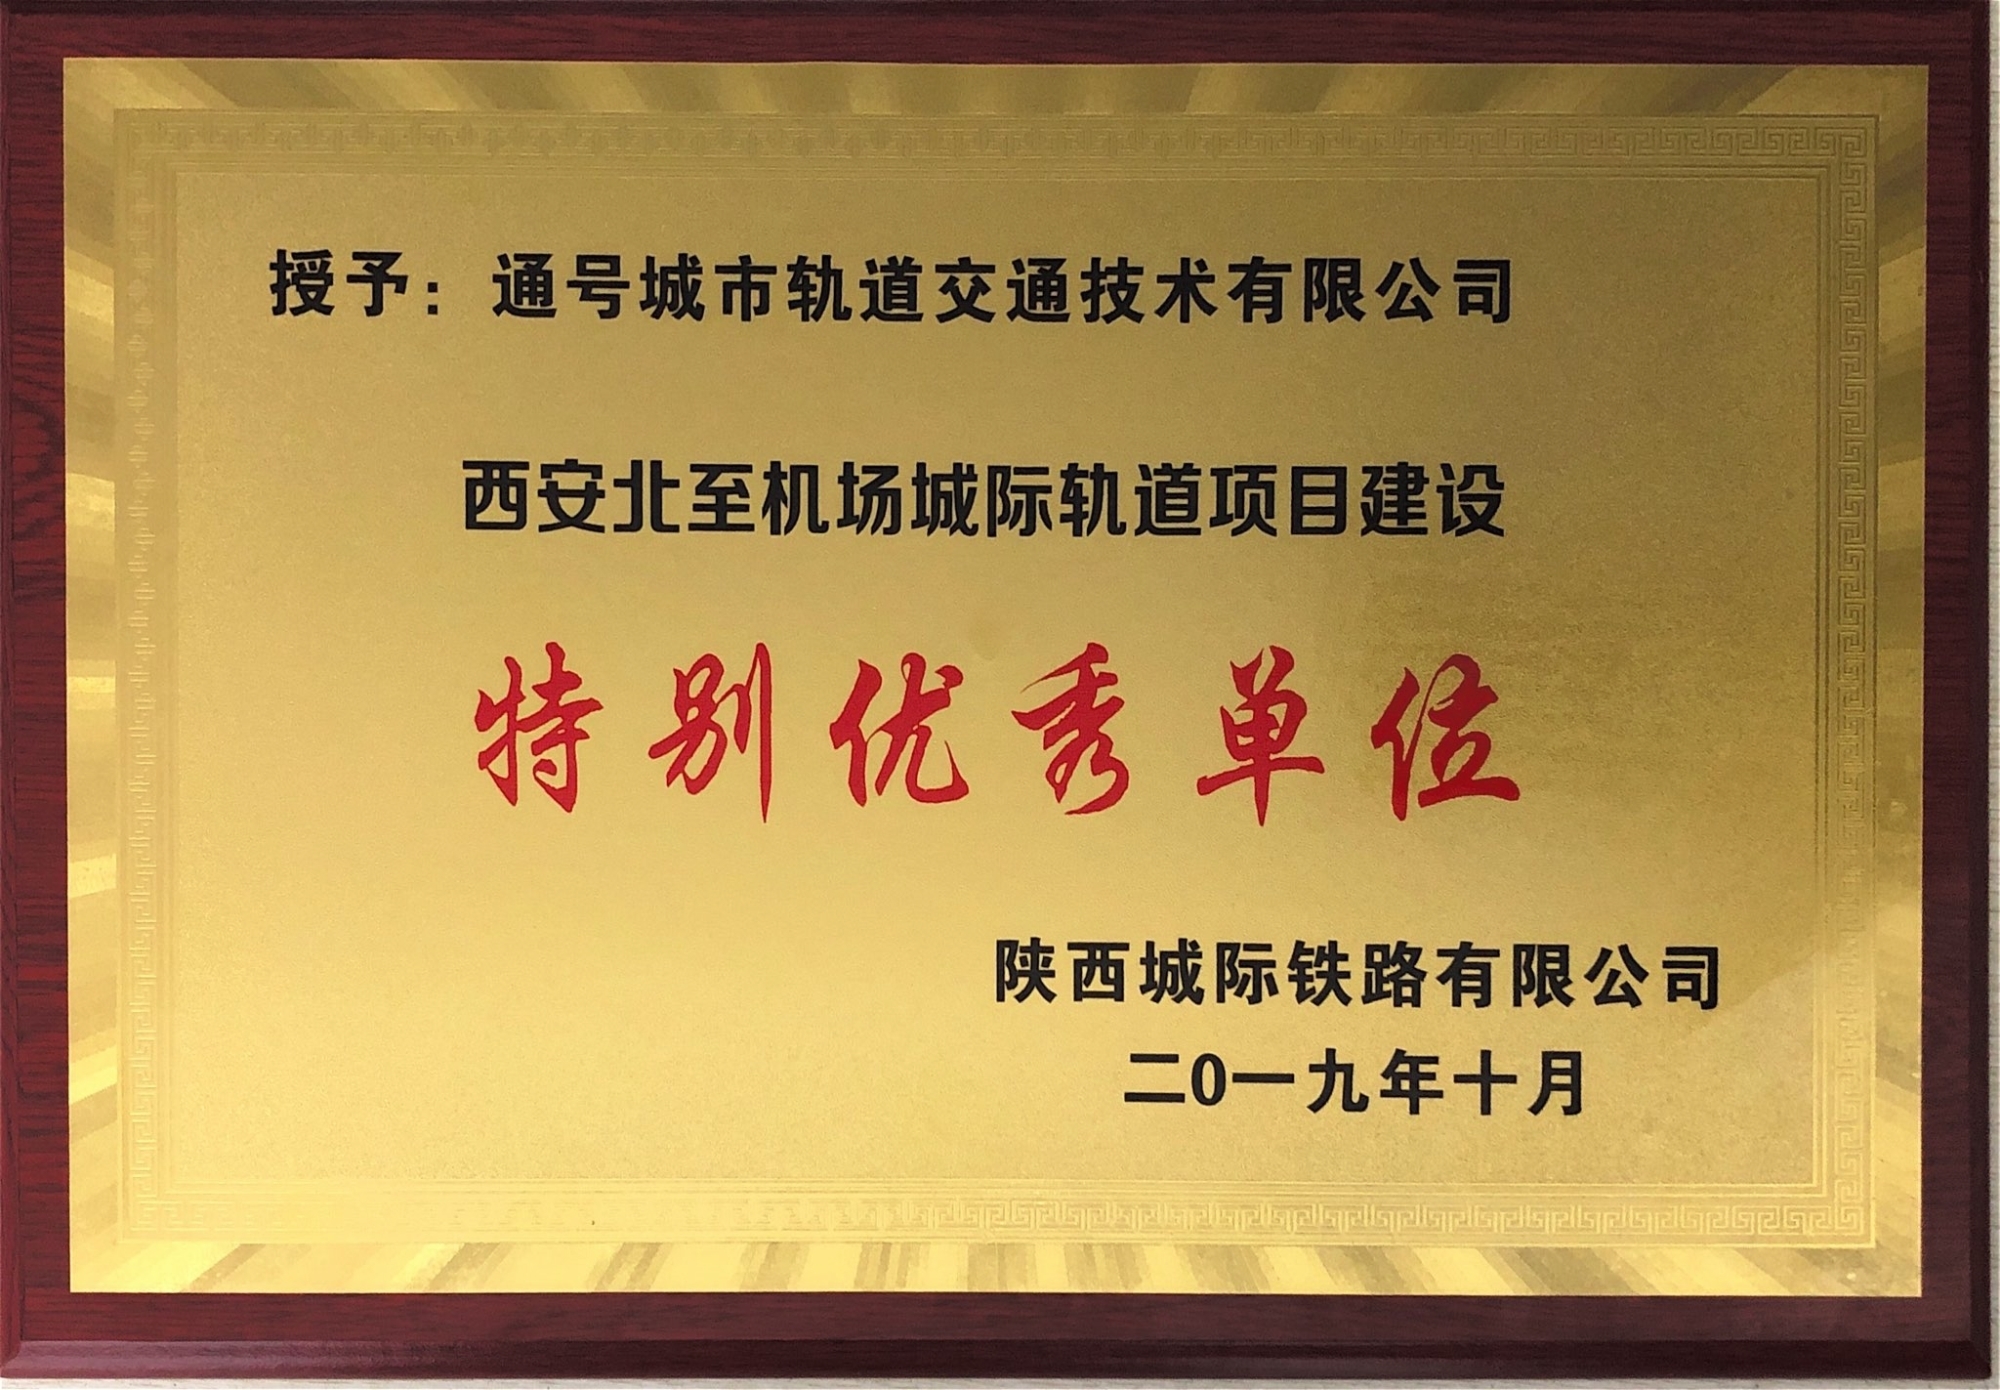 授予：通号城市轨道交通技术有限公司
西安北至机场城际轨道项目建设
特别优秀单位
陕西城际铁路有限公司
二0一九年十月